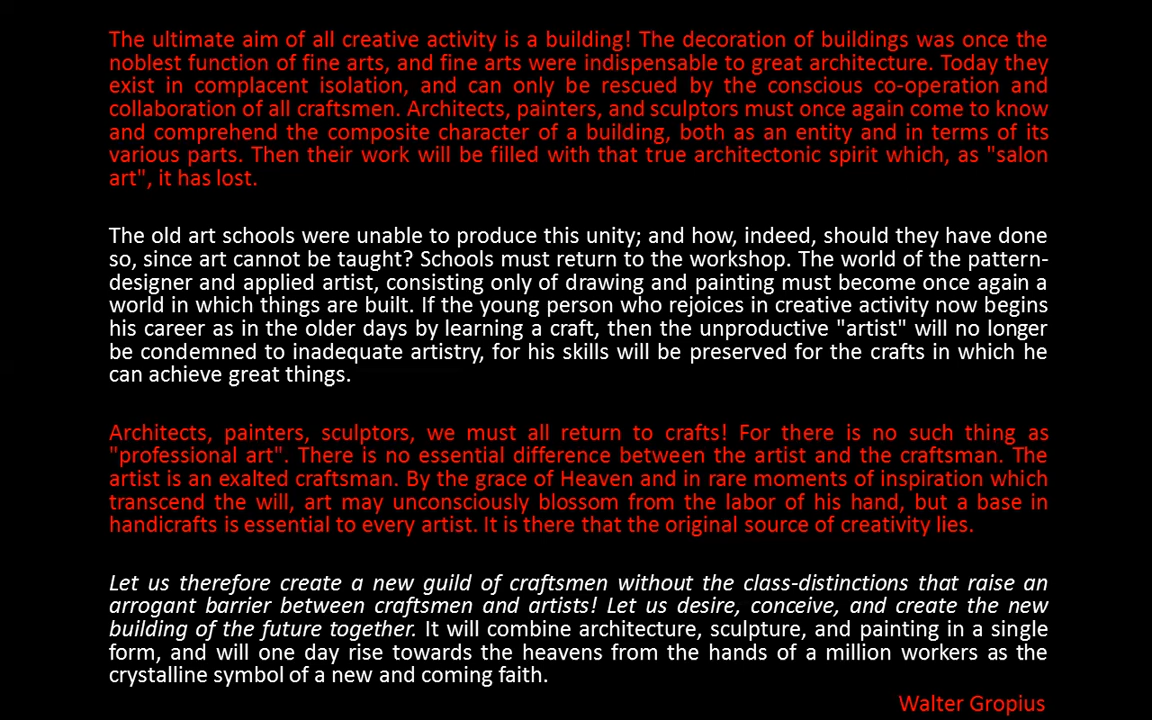 The ultimate aim of all creative activity is a building! The decoration of buildings was once the
noblest function of fine arts, and fine arts were indispensable to great architecture. Today they
exist in complacent isolation, and can only be rescued by the conscious co-operation and
collaboration of all craftsmen. Architects, painters, and sculptors must once again come to know
and comprehend the composite character of a building, both as an entity and in terms of its
various parts. Then their work will be filled with that true architectonic spirit which, as "salon
art", it has lost.
The old art schools were unable to produce this unity; and how, indeed, should they have done
so, since art cannot be taught? Schools must return to the workshop. The world of the pattern-
designer and applied artist, consisting only of drawing and painting must become once again a
world in which things are built. If the young person who rejoices in creative activity now begins
his career as in the older days by learning a craft, then the unproductive "artist" will no longer
be condemned to inadequate artistry, for his skills will be preserved for the crafts in which he
can achieve great things.
Architects, painters, sculptors, we must all return to crafts! For there is no such thing as
"professional art". There is no essential difference between the artist and the craftsman. The
artist is an exalted craftsman. By the grace of Heaven and in rare moments of inspiration which
transcend the will, art may unconsciously blossom from the labor of his hand, but a base in
handicrafts is essential to every artist. It is there that the original source of creativity lies.
Let us therefore create a new guild of craftsmen without the class-distinctions that raise an
arrogant barrier between craftsmen and artists! Let us desire, conceive, and create the new
building of the future together. It will combine architecture, sculpture, and painting in a single
form, and will one day rise towards the heavens from the hands of a million workers as the
crystalline symbol of a new and coming faith.
Walter Gropius